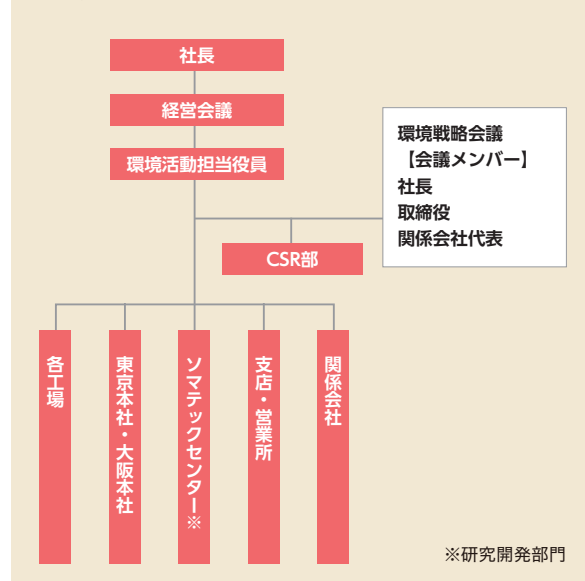 社長
経営会議
環境活動担当役員
環境戦略会議
【会議メンバー】
社長
取締役
関係会社代表
CSR部
各工場
東京本社・大阪本社
ソマテックセンター※
支店・営業所
関係会社
※研究開発部門